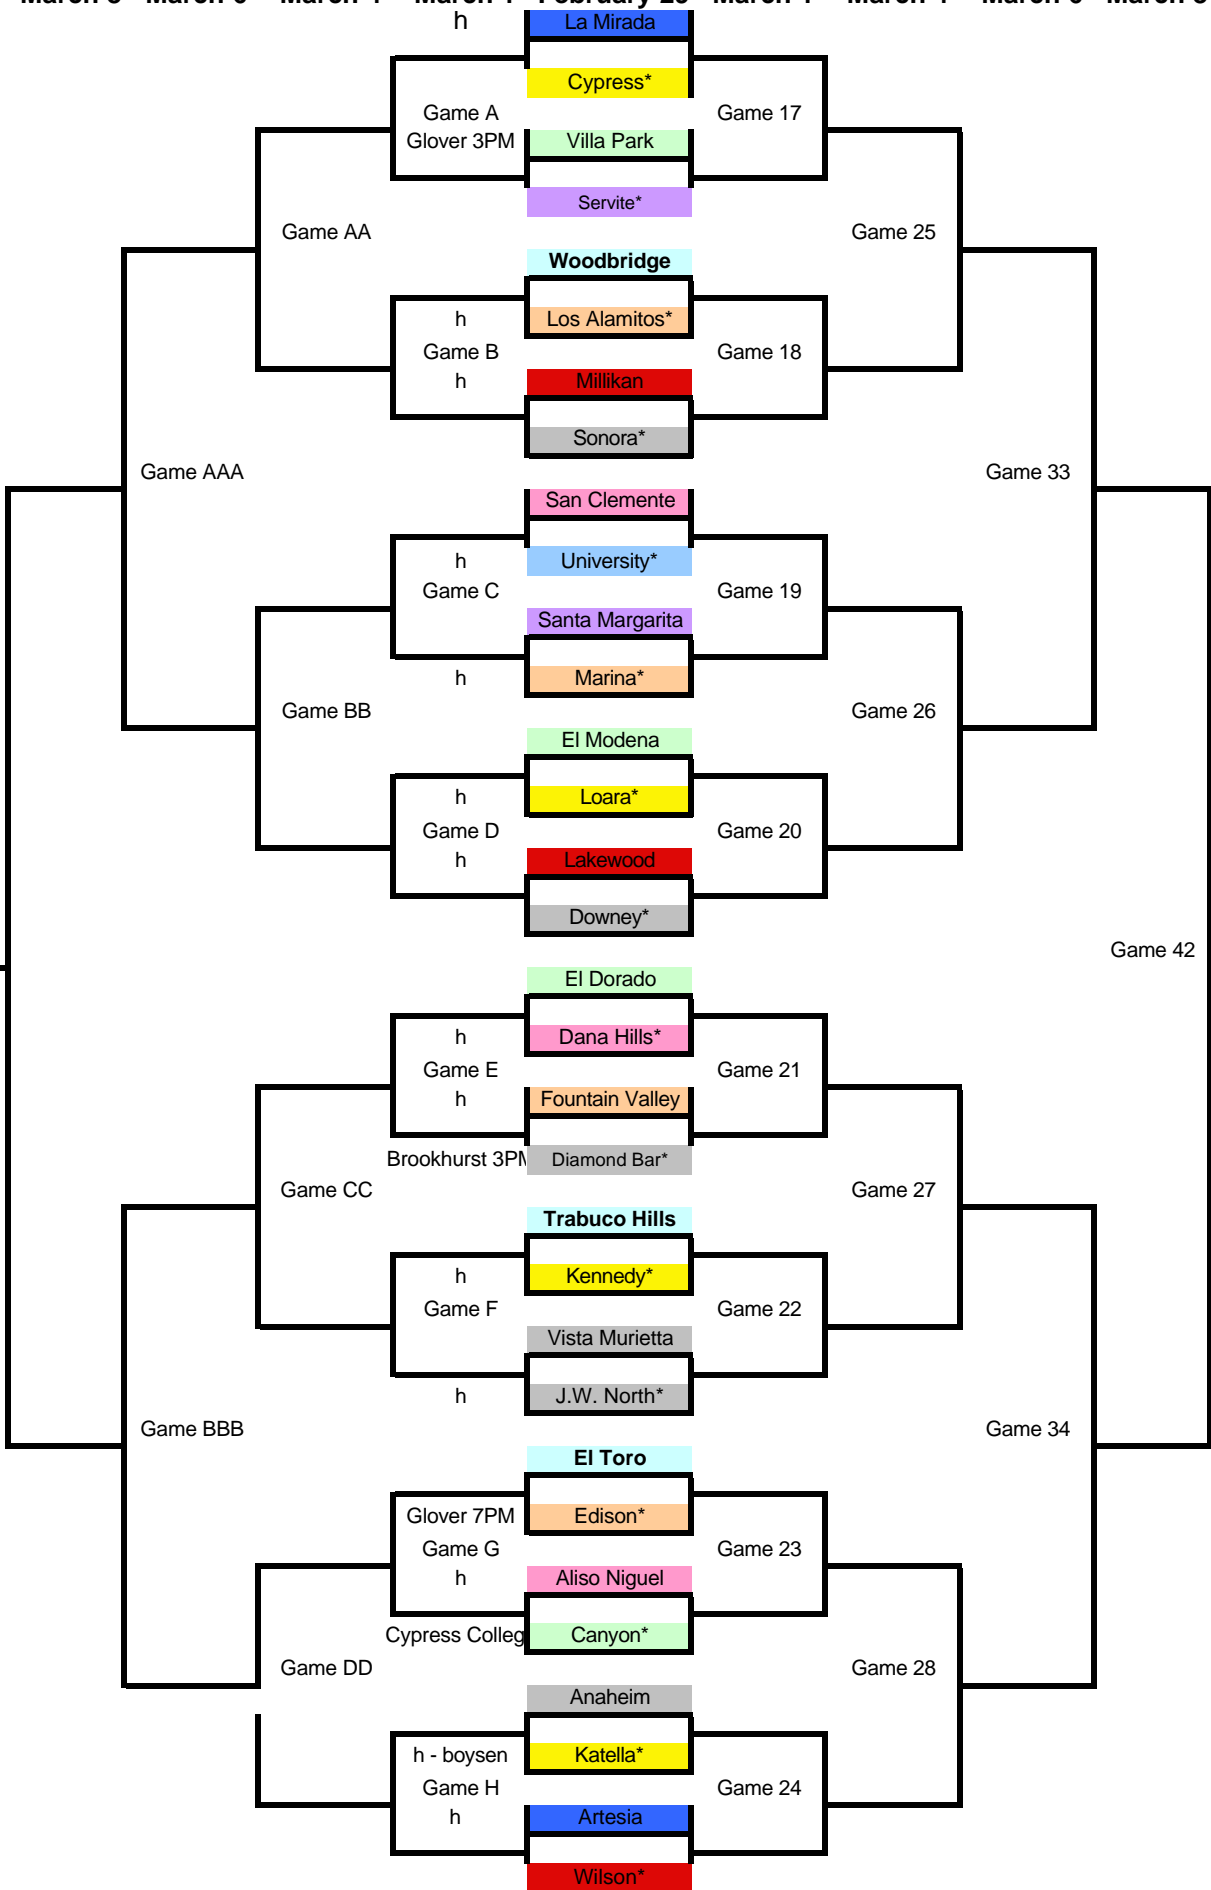 h La Mirada
Cypress*
Game A Game 17
Glover 3PM Villa Park
Servite*
Game AA Game 25
Woodbridge
h Los Alamitos*
Game B Game 18
h Millikan
Sonora*
Game AAA Game 33
San Clemente
h University*
Game C Game 19
Santa Margarita
h Marina*
Game BB Game 26
El Modena
h Loara*
Game D Game 20
h Lakewood
Downey*
Game 42
El Dorado
h Dana Hills*
Game E Game 21
h Fountain Valley
Brookhurst 3PM Diamond Bar*
Game CC Game 27
Trabuco Hills
h Kennedy*
Game F Game 22
Vista Murietta
h J.W. North*
Game BBB Game 34
El Toro
Glover 7PM Edison*
Game G Game 23
h Aliso Niguel
Cypress Colleg Canyon*
Game DD Game 28
Anaheim
h - boysen Katella*
Game H Game 24
h Artesia
Wilson*